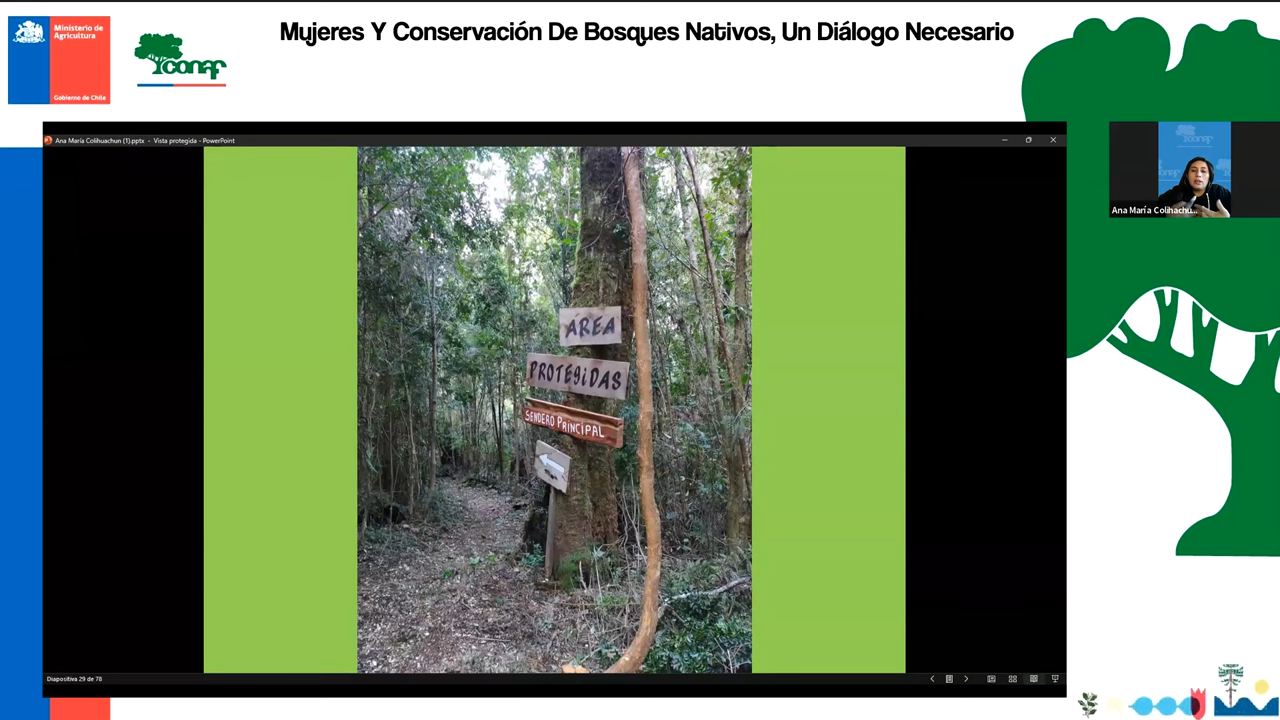 Mujeres Y Conservación De Bosques Nativos, Un Diálogo Necesario
Ministerio de
Agricultura
Gobierno de Chile
conaf
Ana María Colihuachun (1).pptx - Vista protegida - PowerPoint
ÁREA
PROTEGIDAS
SENDERO PRINCIPAL
Ana María Colihachu...
Diapositiva 29 de 78